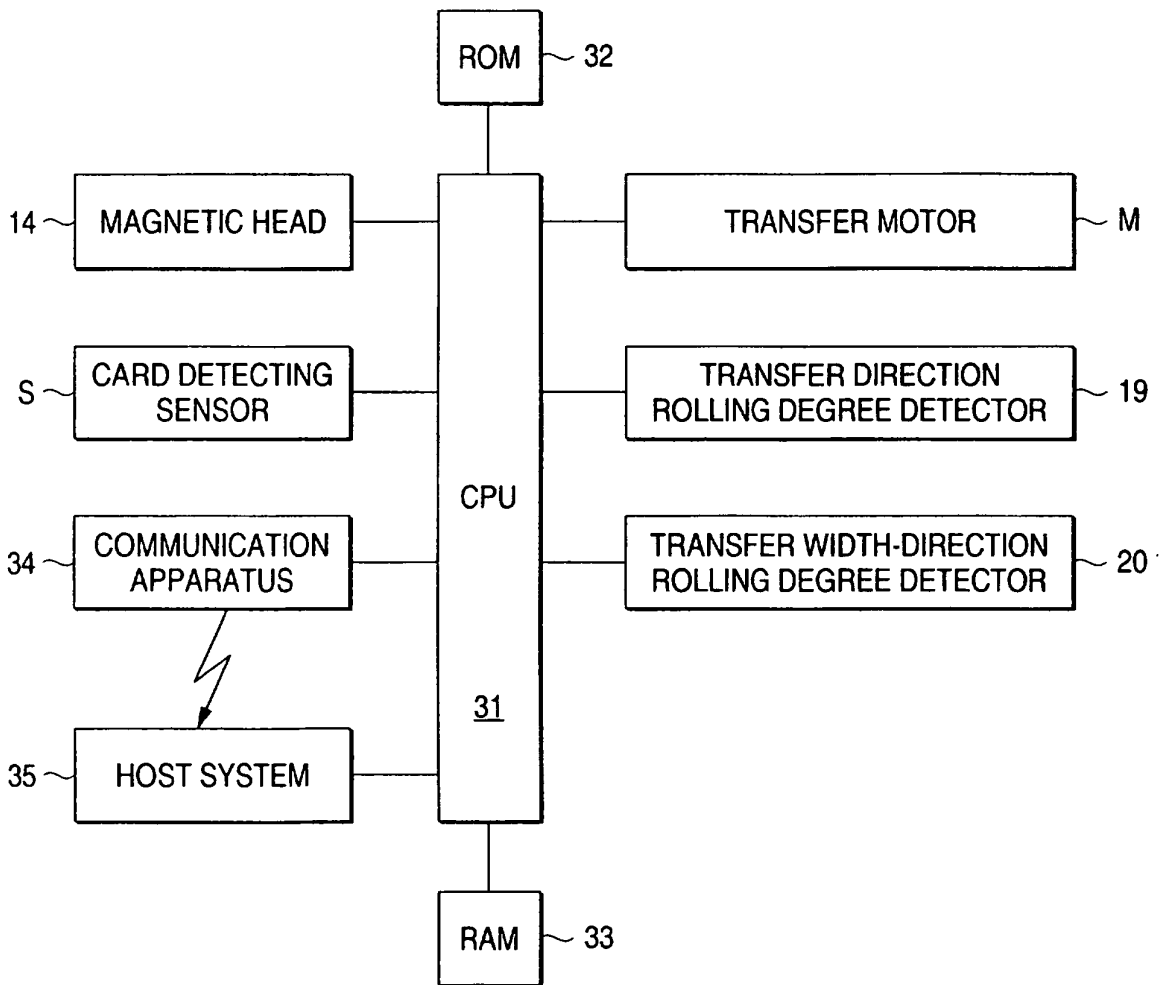 ROM 32
14 MAGNETIC HEAD
TRANSFER MOTOR M
S CARD DETECTING
SENSOR
TRANSFER DIRECTION
ROLLING DEGREE DETECTOR 19
CPU
34 COMMUNICATION
APPARATUS
TRANSFER WIDTH-DIRECTION
ROLLING DEGREE DETECTOR 20
31
35 HOST SYSTEM
RAM 33